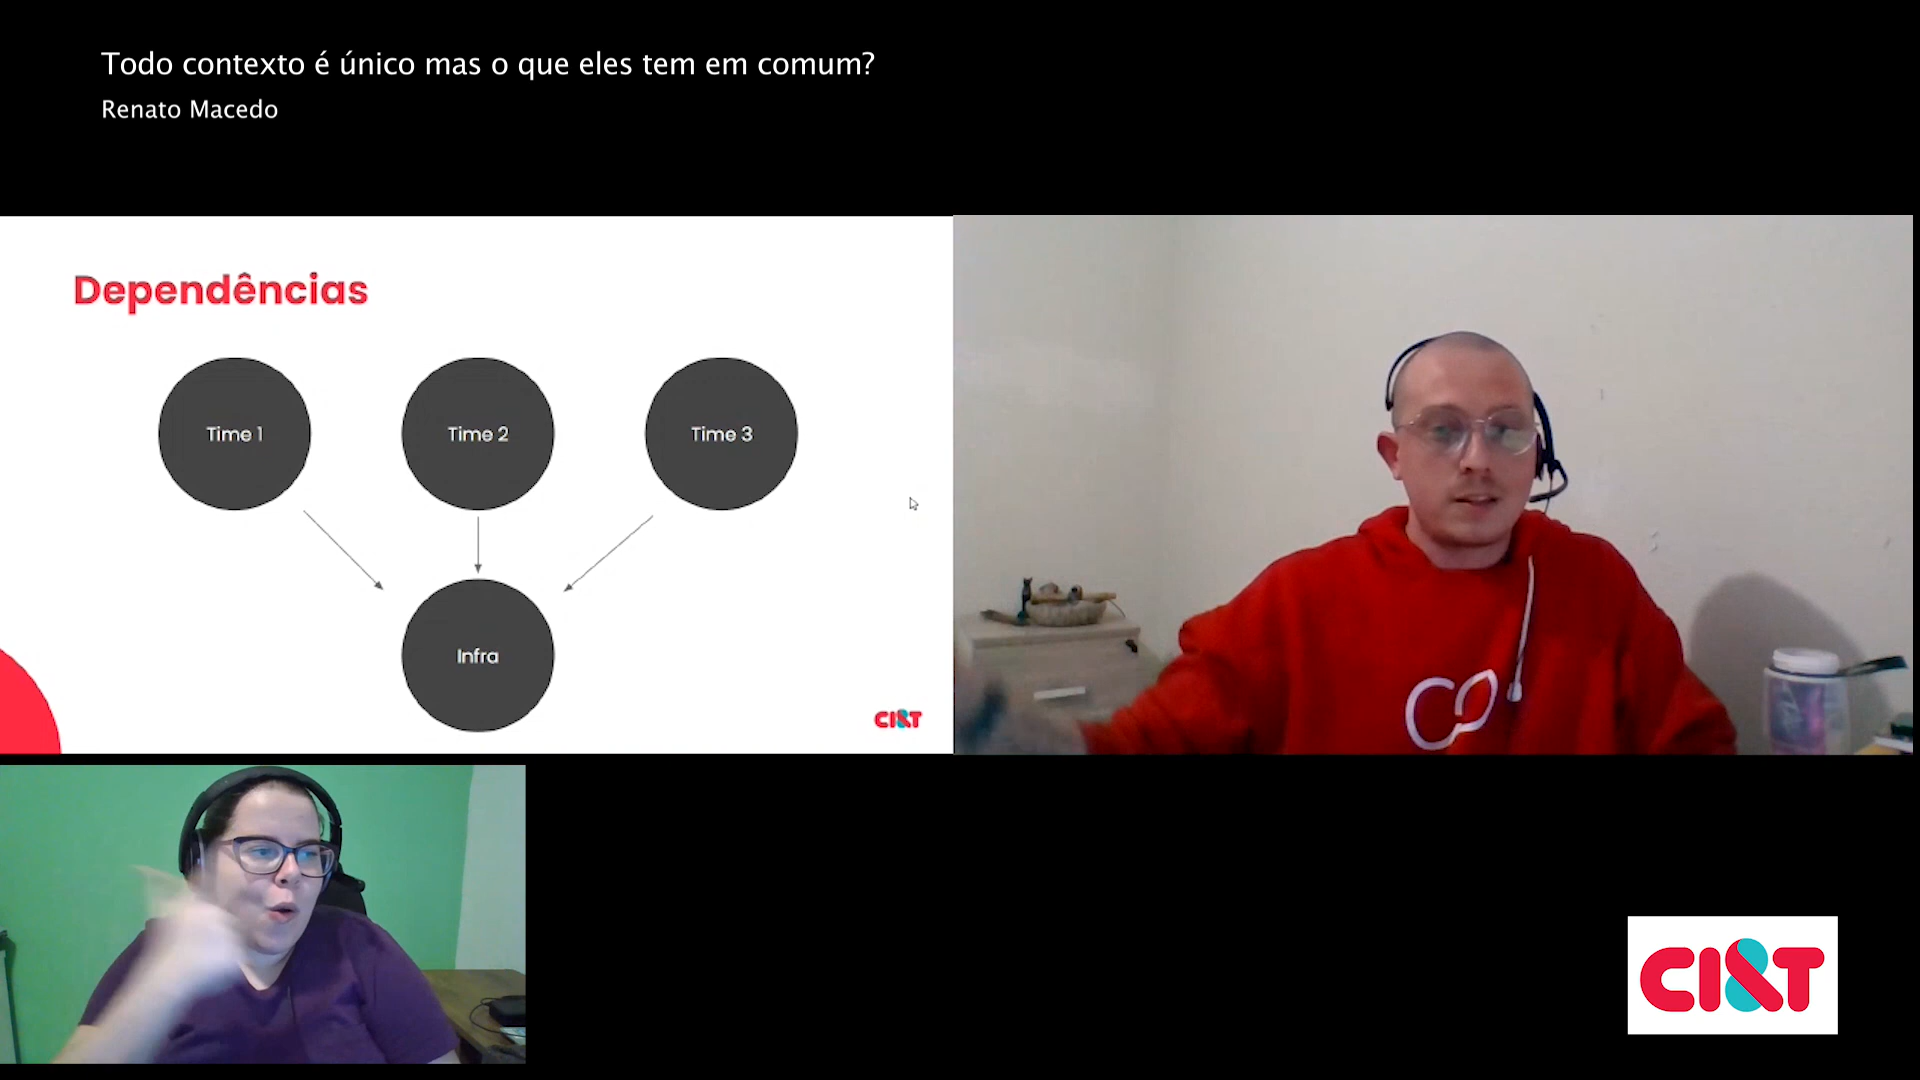 Todo contexto é único mas o que eles tem em comum?
Renato Macedo
Dependências
Time 1
Time 2
Time 3
Infra
CI&T
CI&T